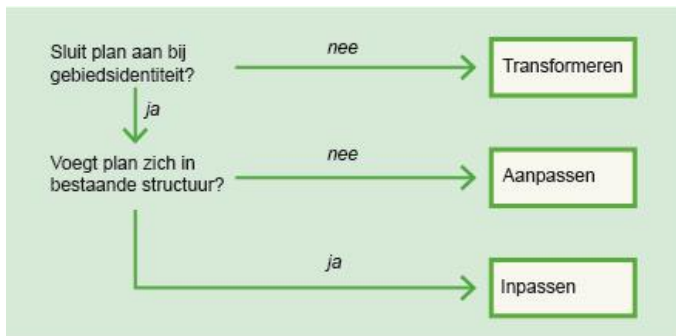 Sluit plan aan bij
gebiedsidentiteit?
nee
Transformeren
ja
Voegt plan zich in
bestaande structuur?
nee
Aanpassen
ja
Inpassen